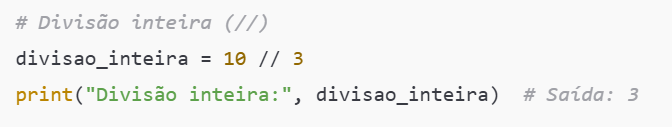 # Divisão inteira (//)
divisao_inteira = 10 // 3
print("Divisão inteira:", divisao_inteira)  # Saída: 3